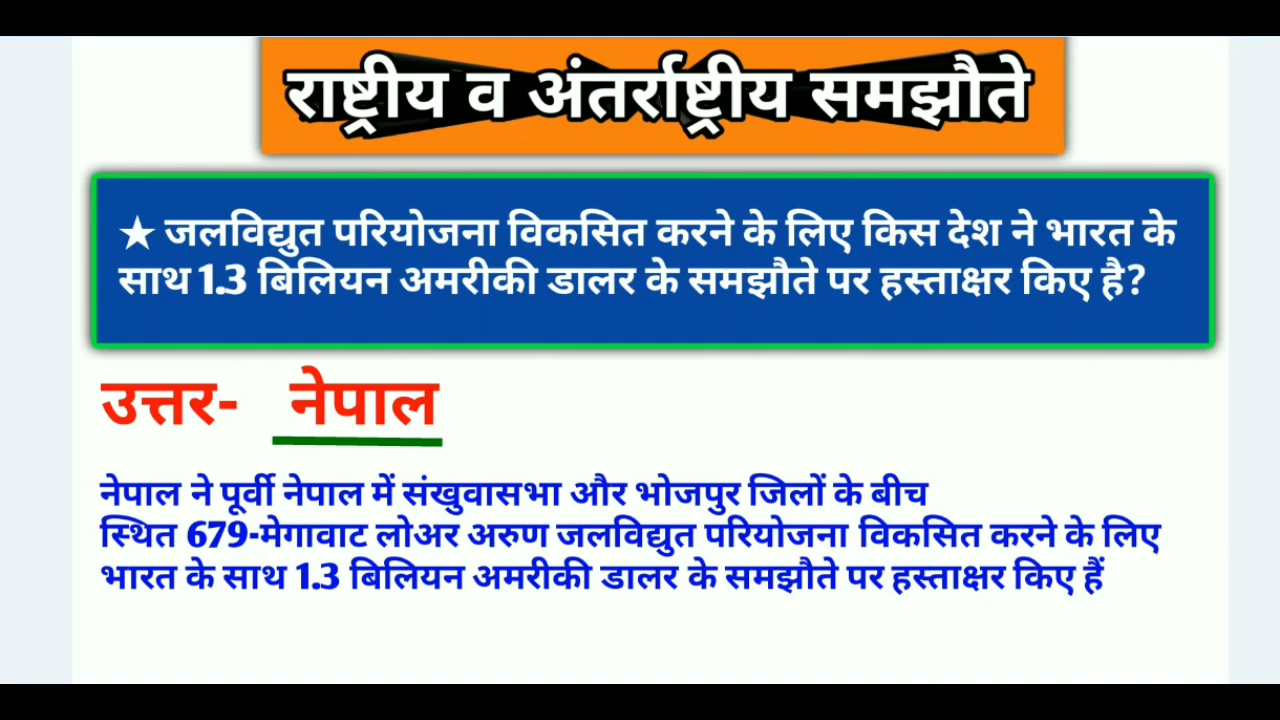 राष्ट्रीय व अंतर्राष्ट्रीय समझौते
★ जलविद्युत परियोजना विकसित करने के लिए किस देश ने भारत के
साथ 1.3 बिलियन अमरीकी डालर के समझौते पर हस्ताक्षर किए है?
उत्तर- नेपाल
नेपाल ने पूर्वी नेपाल में संखुवासभा और भोजपुर जिलों के बीच
स्थित 679-मेगावाट लोअर अरुण जलविद्युत परियोजना विकसित करने के लिए
भारत के साथ 1.3 बिलियन अमरीकी डालर के समझौते पर हस्ताक्षर किए हैं